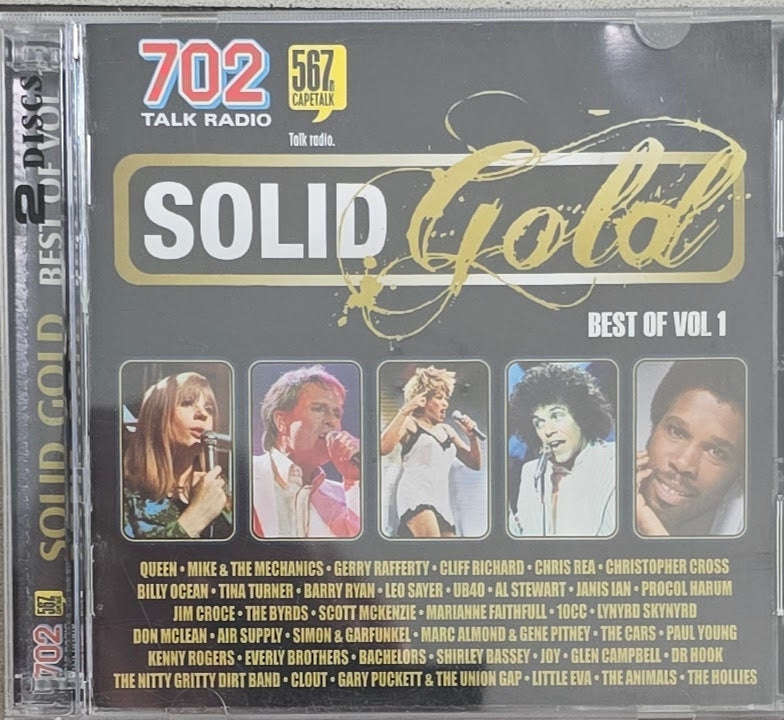 702
TALK RADIO
567
CAPETALK
Talk radio.
SOLID Gold
BEST OF VOL 1
QUEEN • MIKE & THE MECHANICS • GERRY RAFFERTY • CLIFF RICHARD • CHRIS REA • CHRISTOPHER CROSS
BILLY OCEAN • TINA TURNER • BARRY RYAN • LEO SAYER • UB40 • AL STEWART • JANIS IAN • PROCOL HARUM
JIM CROCE • THE BYRDS • SCOTT MCKENZIE • MARIANNE FAITHFULL • 10CC • LYNYRD SKYNYRD
DON MCLEAN • AIR SUPPLY • SIMON & GARFUNKEL • MARC ALMOND & GENE PITNEY • THE CARS • PAUL YOUNG
KENNY ROGERS • EVERLY BROTHERS • BACHELORS • SHIRLEY BASSEY • JOY • GLEN CAMPBELL • DR HOOK
THE NITTY GRITTY DIRT BAND • CLOUT • GARY PUCKETT & THE UNION GAP • LITTLE EVA • THE ANIMALS • THE HOLLIES
2 DISCS
702 567 SOLID GOLD BEST OF VOL